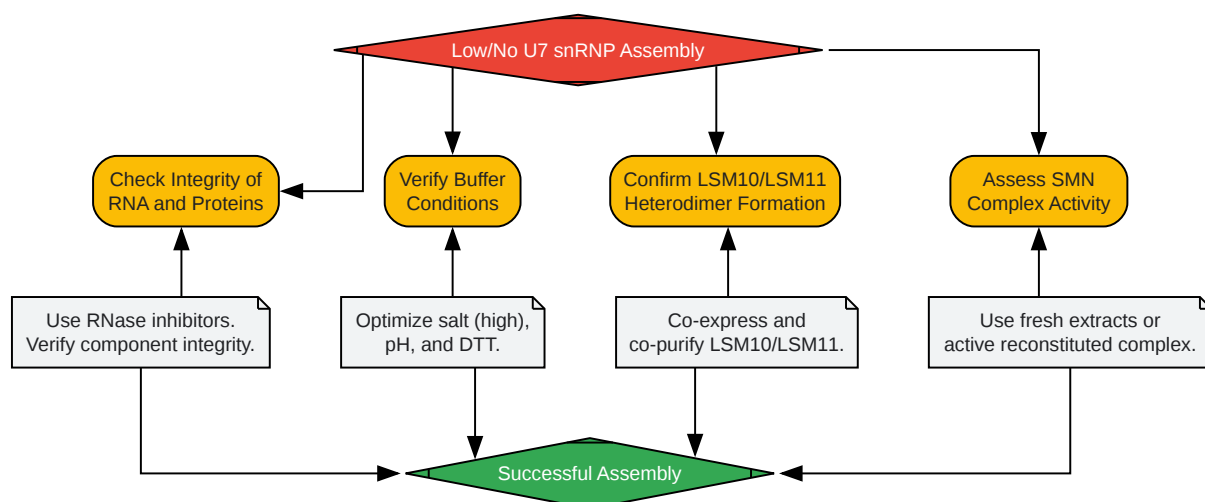 Low/No U7 snRNP Assembly
Check Integrity of
RNA and Proteins
Verify Buffer
Conditions
Confirm LSM10/LSM11
Heterodimer Formation
Assess SMN
Complex Activity
Use RNase inhibitors.
Verify component integrity.
Optimize salt (high),
pH, and DTT.
Co-express and
co-purify LSM10/LSM11.
Use fresh extracts or
active reconstituted complex.
Successful Assembly